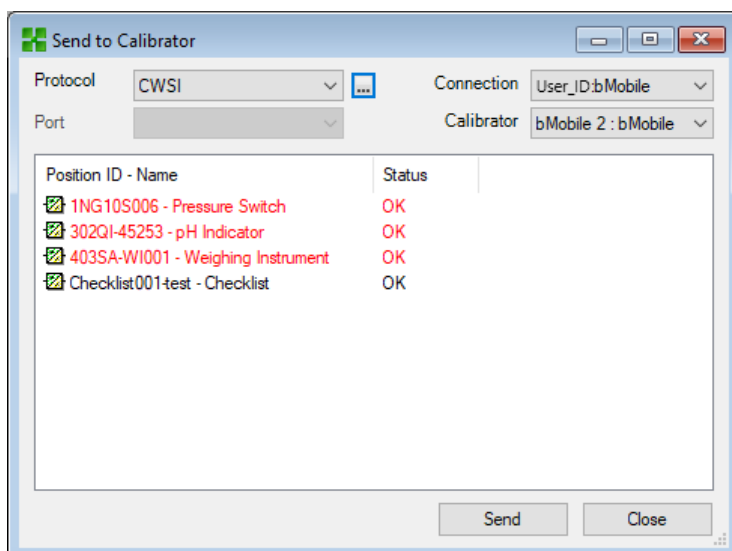 Send to Calibrator
Protocol CWSI ... Connection User_ID:bMobile
Port Calibrator bMobile 2 : bMobile
Position ID - Name Status
1NG10S006 - Pressure Switch OK
302QI-45253 - pH Indicator OK
403SA-WI001 - Weighing Instrument OK
Checklist001-test - Checklist OK
Send Close